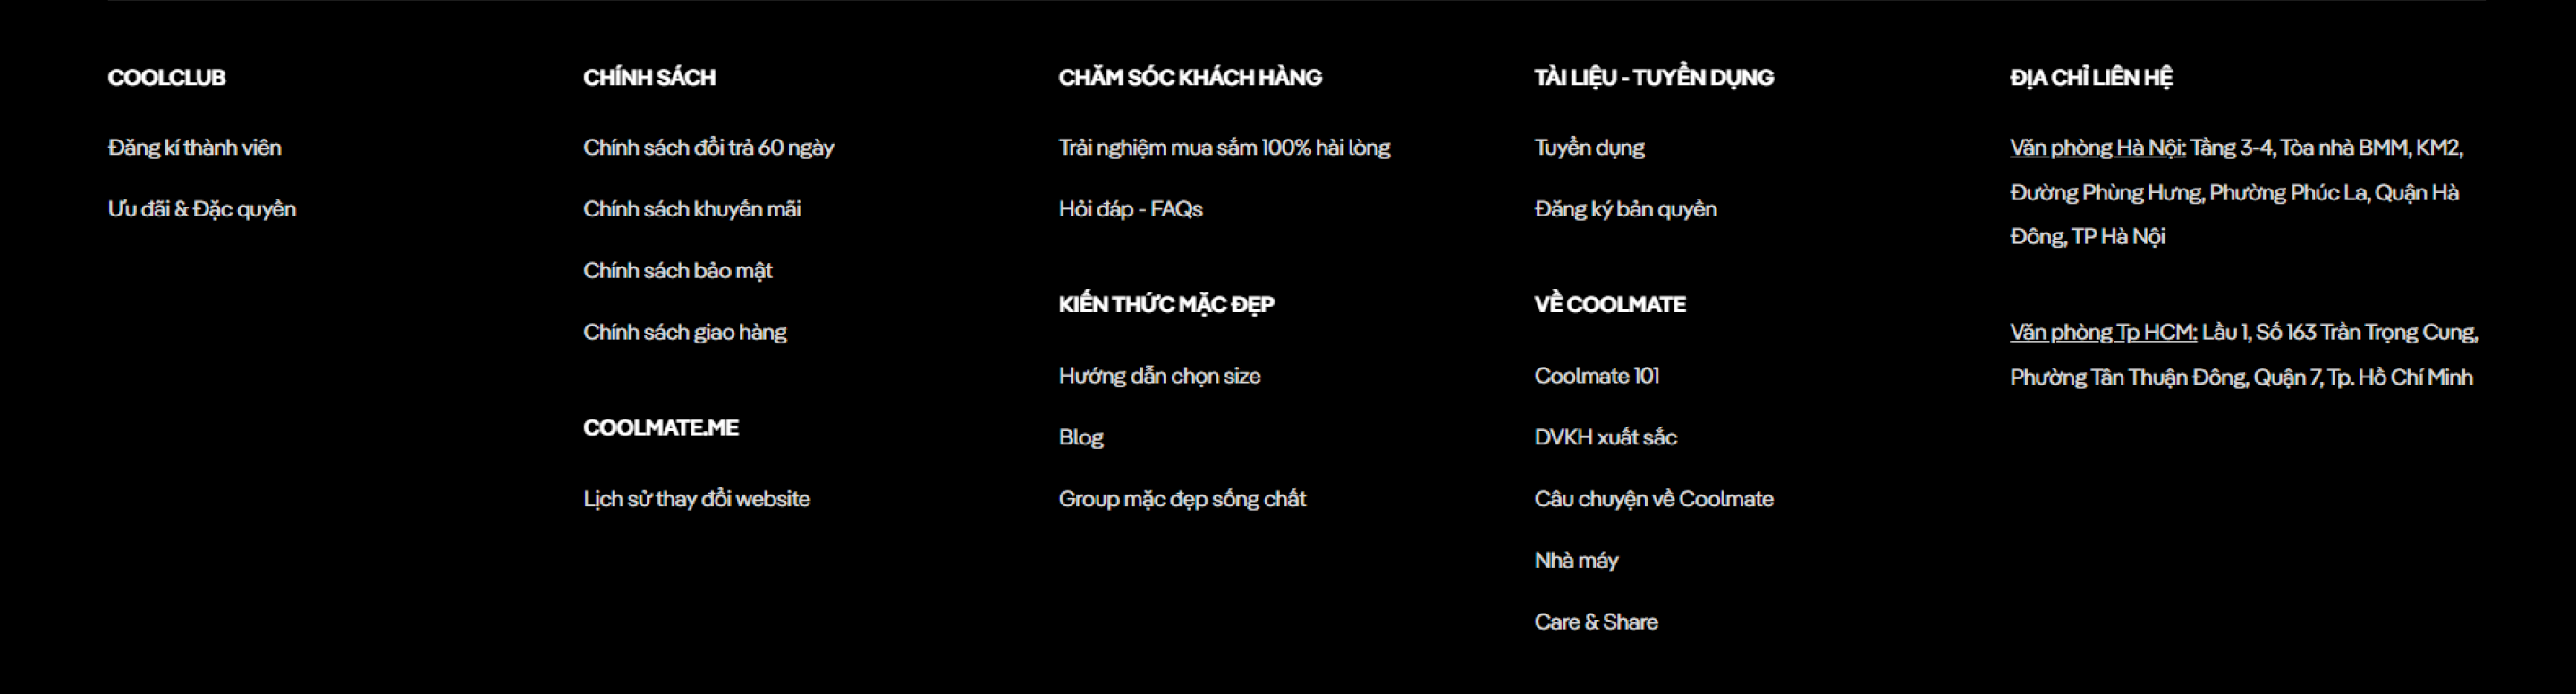 COOLCLUB
Đăng kí thành viên
Ưu đãi & Đặc quyền
CHÍNH SÁCH
Chính sách đổi trả 60 ngày
Chính sách khuyến mãi
Chính sách bảo mật
Chính sách giao hàng
COOLMATE.ME
Lịch sử thay đổi website
CHĂM SÓC KHÁCH HÀNG
Trải nghiệm mua sắm 100% hài lòng
Hỏi đáp - FAQs
KIẾN THỨC MẶC ĐẸP
Hướng dẫn chọn size
Blog
Group mặc đẹp sống chất
TÀI LIỆU - TUYỂN DỤNG
Tuyển dụng
Đăng ký bản quyền
VỀ COOLMATE
Coolmate 101
DVKH xuất sắc
Câu chuyện về Coolmate
Nhà máy
Care & Share
ĐỊA CHỈ LIÊN HỆ
Văn phòng Hà Nội: Tầng 3-4, Tòa nhà BMM, KM2,
Đường Phùng Hưng, Phường Phúc La, Quận Hà
Đông, TP Hà Nội
Văn phòng Tp HCM: Lầu 1, Số 163 Trần Trọng Cung,
Phường Tân Thuận Đông, Quận 7, Tp. Hồ Chí Minh